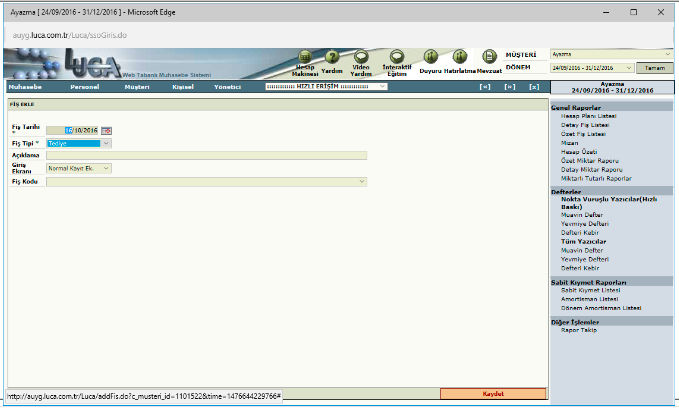 Ayazma [ 24/09/2016 - 31/12/2016 ] - Microsoft Edge
auyg.luca.com.tr/Luca/ssoGiris.do
LUCA
Web Tabanlı Muhasebe Sistemi
Hesap Makinesi
Yardım
Video Yardım
İnteraktif Eğitim
Duyuru
Hatırlatma
Mevzuat
MÜŞTERİ
Ayazma
DÖNEM
24/09/2016 - 31/12/2016
Tamam
Muhasebe Personel Müşteri Kişisel Yönetici
HIZLI ERİŞİM
[«] [»] [x]
Ayazma
24/09/2016 - 31/12/2016
FİŞ EKLE
Fiş Tarihi *
16/10/2016
Fiş Tipi *
Tediye
Açıklama
Giriş Ekranı
Normal Kayıt Ek.
Fiş Kodu
Genel Raporlar
Hesap Planı Listesi
Detay Fiş Listesi
Özet Fiş Listesi
Mizan
Hesap Özeti
Özet Miktar Raporu
Detay Miktar Raporu
Miktarlı Tutarlı Raporlar
Defterler
Nokta Vuruşlu Yazıcılar(Hızlı
Baskı)
Muavin Defter
Yevmiye Defteri
Defteri Kebir
Tüm Yazıcılar
Muavin Defter
Yevmiye Defteri
Defteri Kebir
Sabit Kıymet Raporları
Sabit Kıymet Listesi
Amortisman Listesi
Dönem Amortisman Listesi
Diğer İşlemler
Rapor Takip
http://auyg.luca.com.tr/Luca/addFis.do?c_musteri_id=1101522&time=1476644229766#
Kaydet